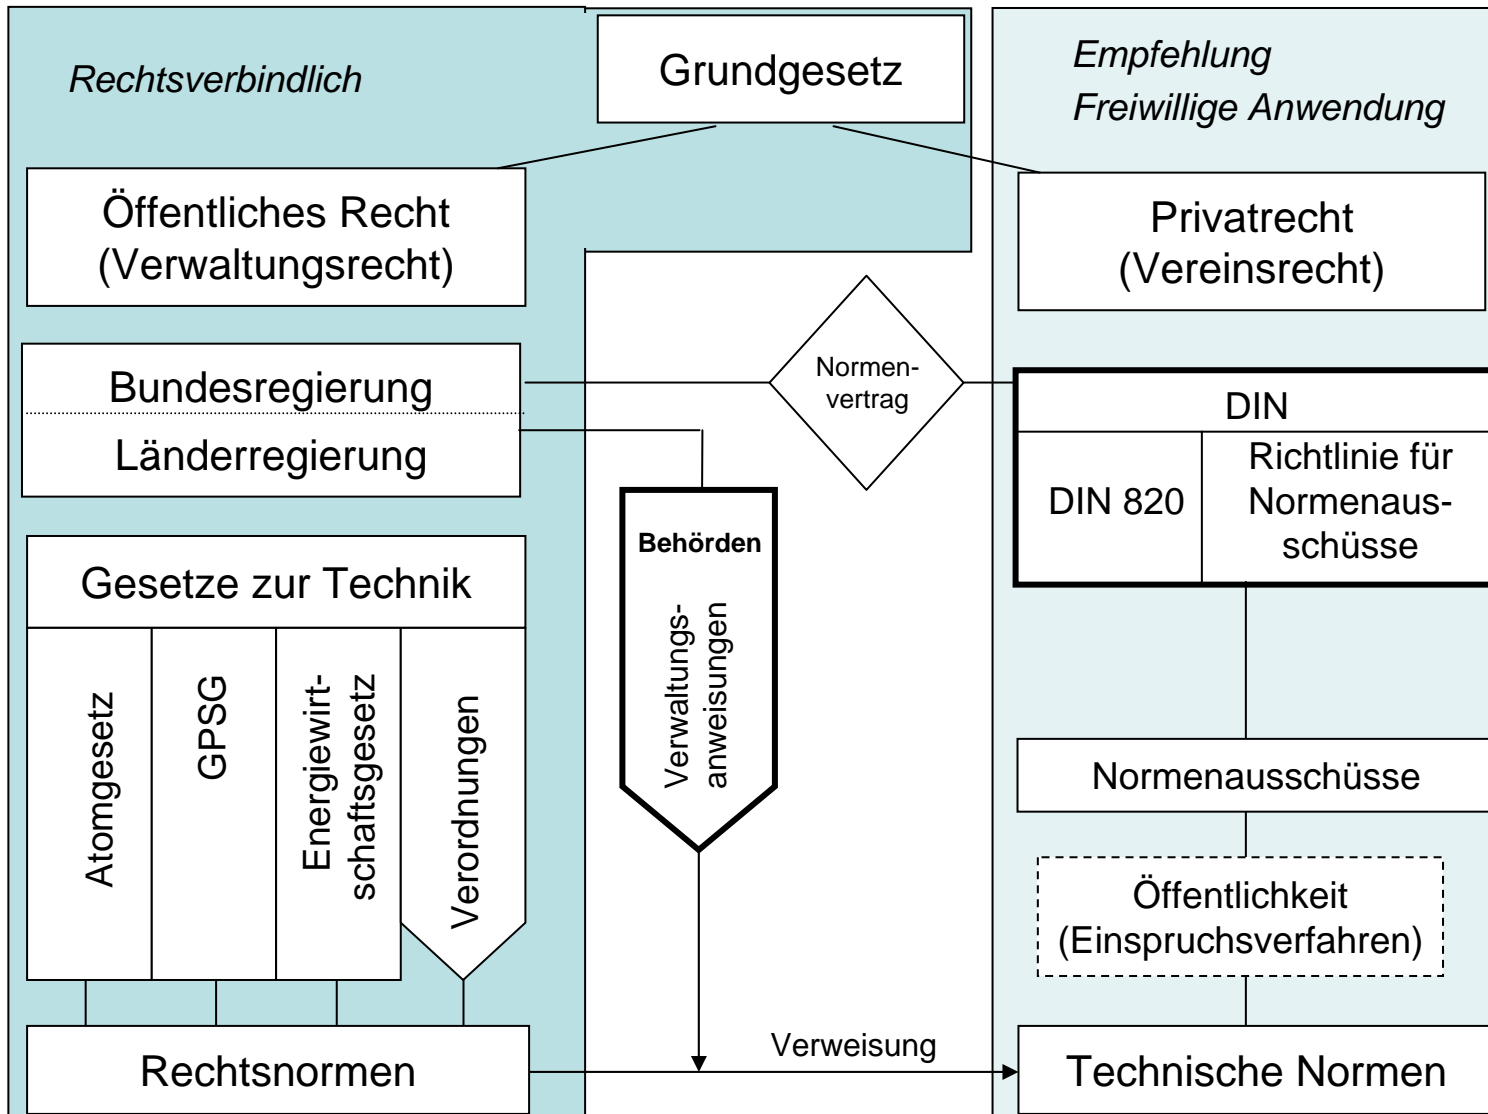 Rechtsverbindlich
Grundgesetz
Empfehlung
Freiwillige Anwendung
Öffentliches Recht
(Verwaltungsrecht)
Privatrecht
(Vereinsrecht)
Bundesregierung
Länderregierung
Normen-
vertrag
DIN
DIN 820
Richtlinie für
Normenaus-
schüsse
Behörden
Verwaltungs-
anweisungen
Gesetze zur Technik
Atomgesetz
GPSG
Energiewirt-
schaftsgesetz
Verordnungen
Normenausschüsse
Öffentlichkeit
(Einspruchsverfahren)
Rechtsnormen
Verweisung
Technische Normen